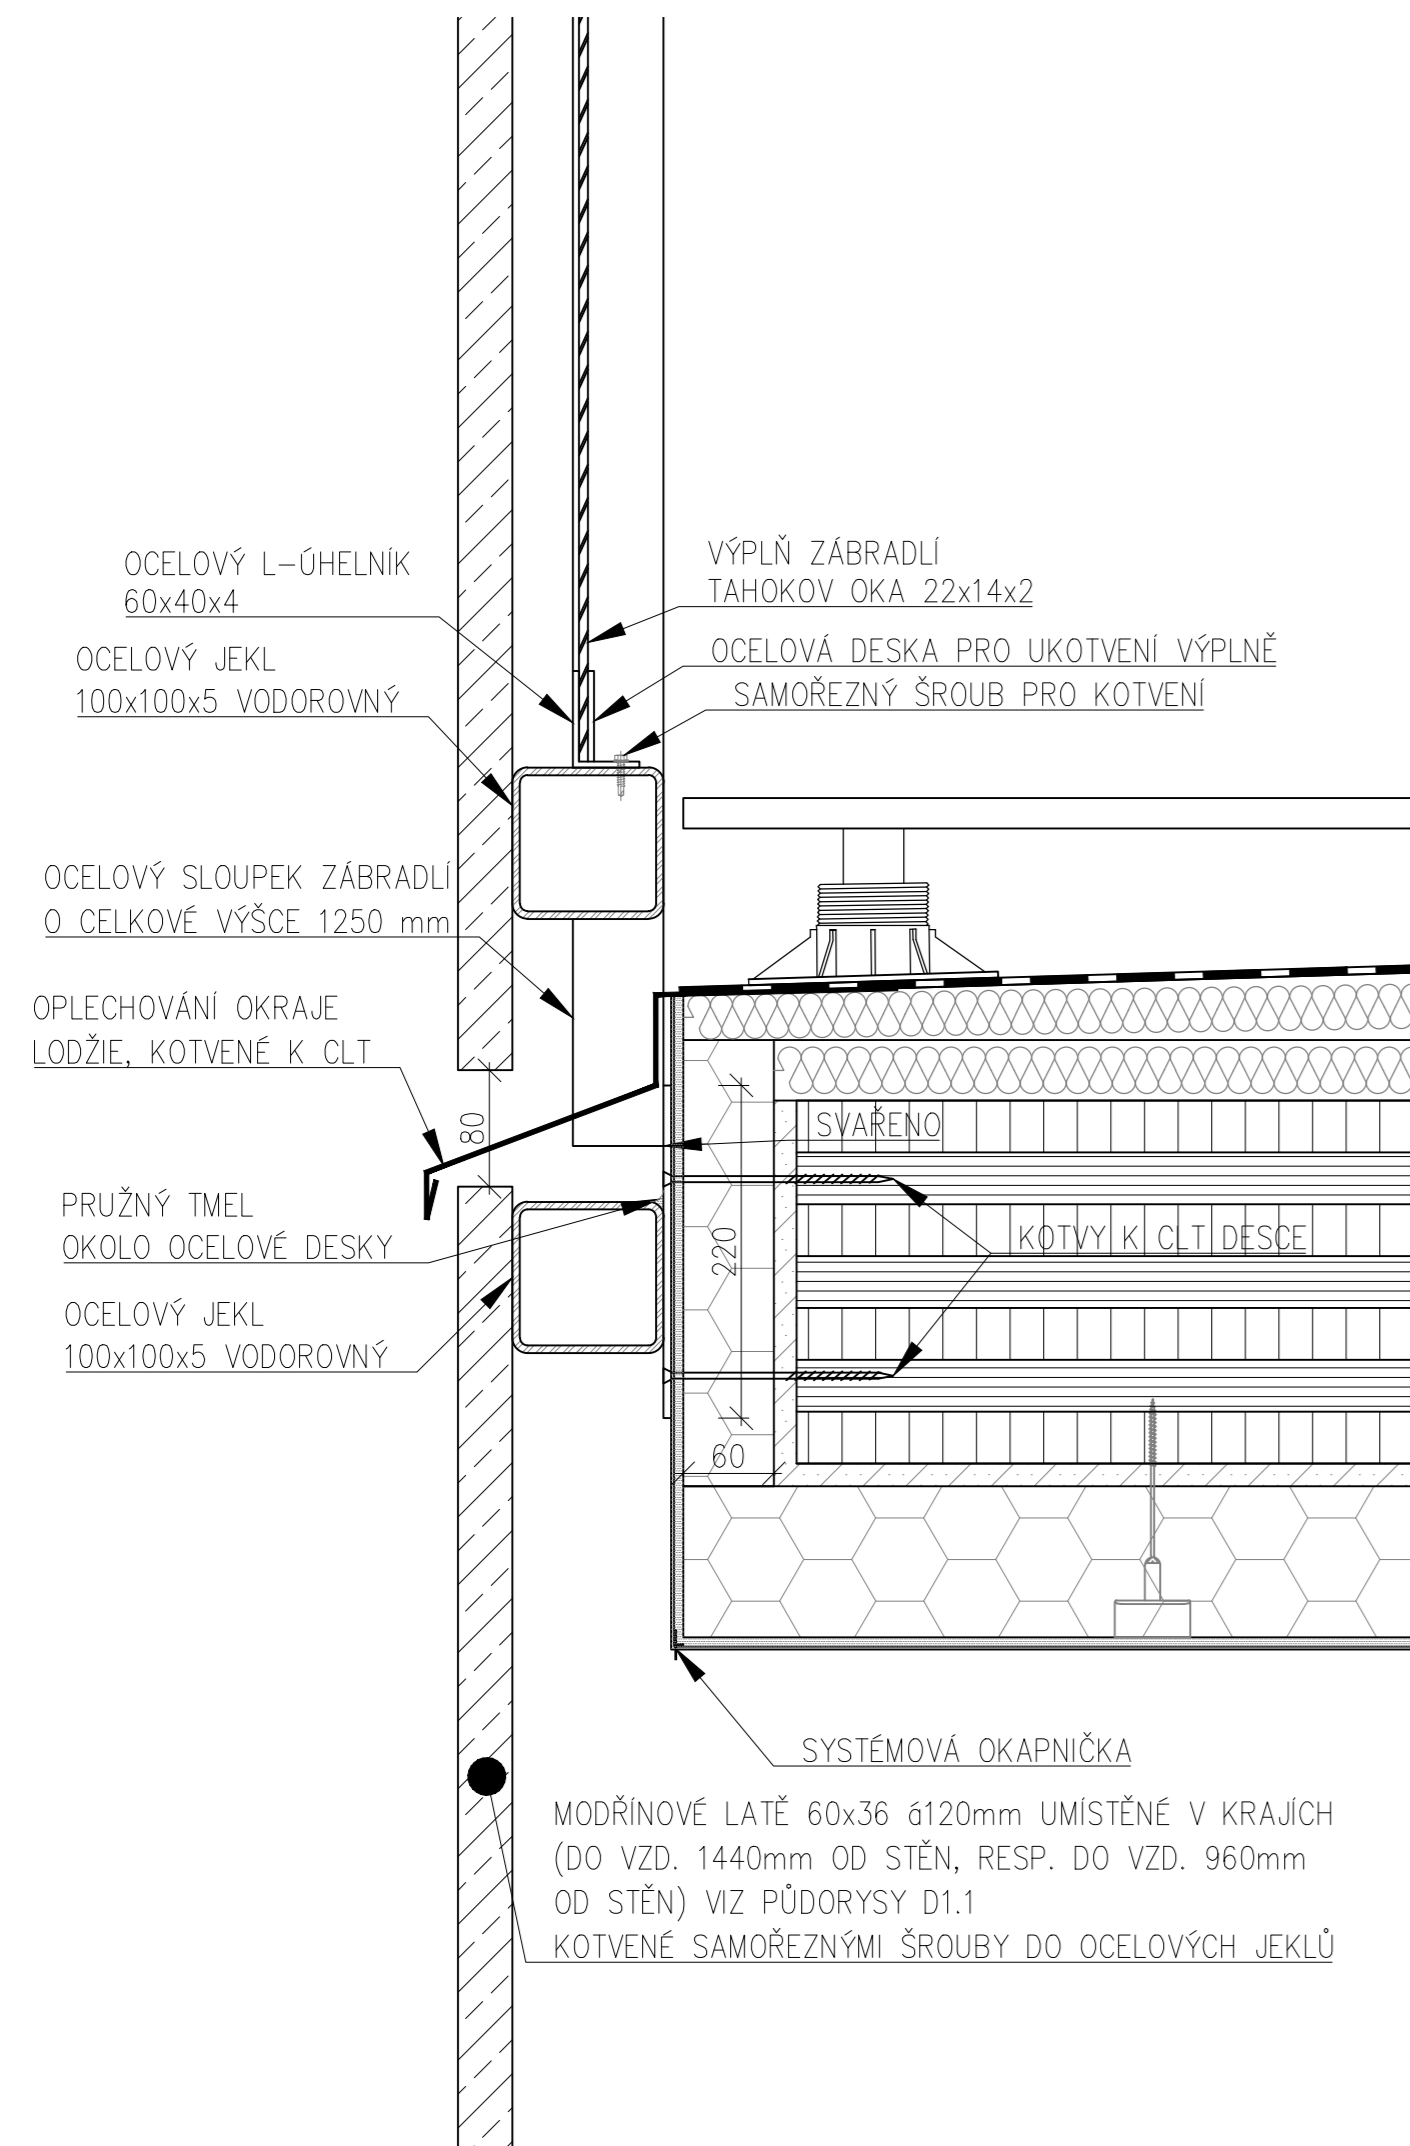 OCELOVÝ L-ÚHELNÍK
60x40x4
OCELOVÝ JEKL
100x100x5 VODOROVNÝ
VÝPLŇ ZÁBRADLÍ
TAHOKOV OKA 22x14x2
OCELOVÁ DESKA PRO UKOTVENÍ VÝPLNĚ
SAMOŘEZNÝ ŠROUB PRO KOTVENÍ
OCELOVÝ SLOUPEK ZÁBRADLÍ
O CELKOVÉ VÝŠCE 1250 mm
OPLECHOVÁNÍ OKRAJE
LODŽIE, KOTVENÉ K CLT
80
SVAŘENO
PRUŽNÝ TMEL
OKOLO OCELOVÉ DESKY
220
KOTVY K CLT DESCE
OCELOVÝ JEKL
100x100x5 VODOROVNÝ
60
SYSTÉMOVÁ OKAPNIČKA
MODŘÍNOVÉ LATĚ 60x36 á120mm UMÍSTĚNÉ V KRAJÍCH
(DO VZD. 1440mm OD STĚN, RESP. DO VZD. 960mm
OD STĚN) VIZ PŮDORYSY D1.1
KOTVENÉ SAMOŘEZNÝMI ŠROUBY DO OCELOVÝCH JEKLŮ